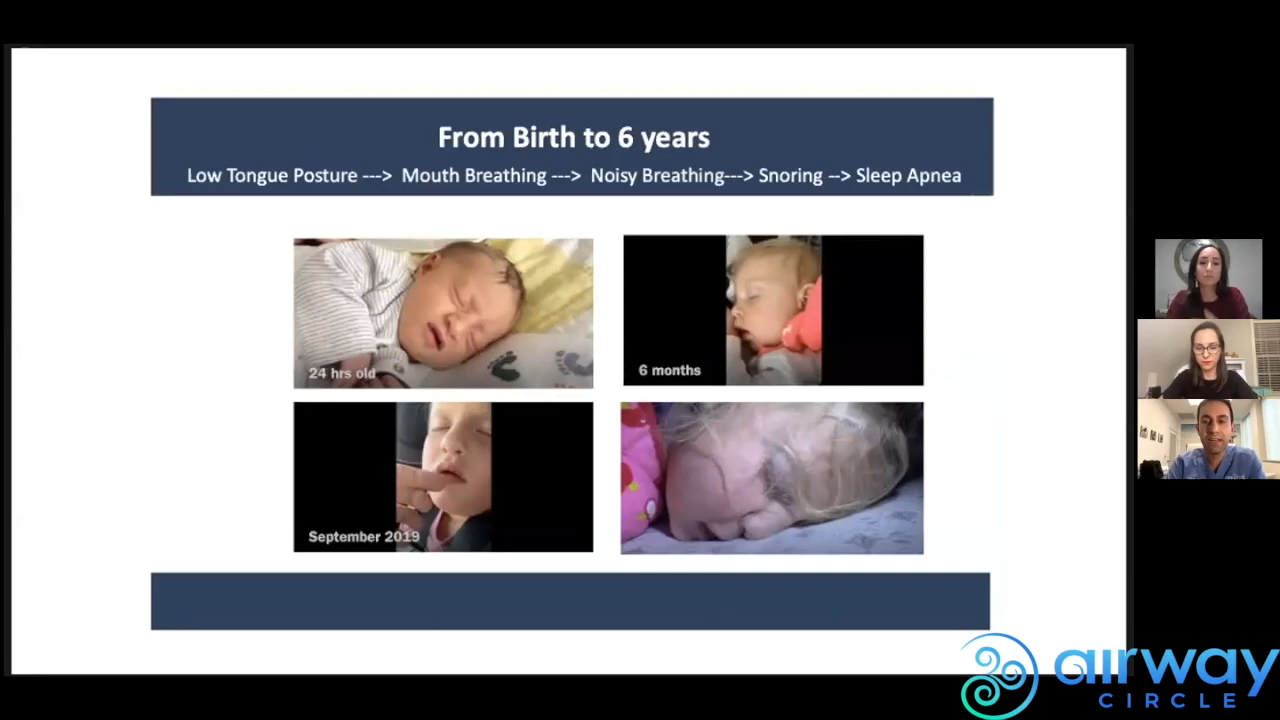 From Birth to 6 years
Low Tongue Posture ---> Mouth Breathing ---> Noisy Breathing---> Snoring --> Sleep Apnea
24 hrs old
6 months
September 2019
airway
CIRCLE